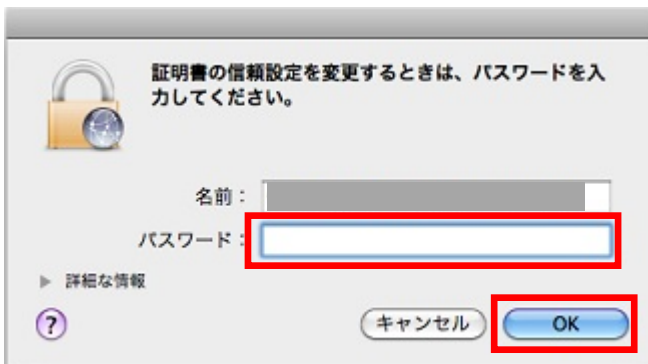 証明書の信頼設定を変更するときは、パスワードを入
力してください。
名前：
パスワード：
▶ 詳細な情報
?
キャンセル
OK